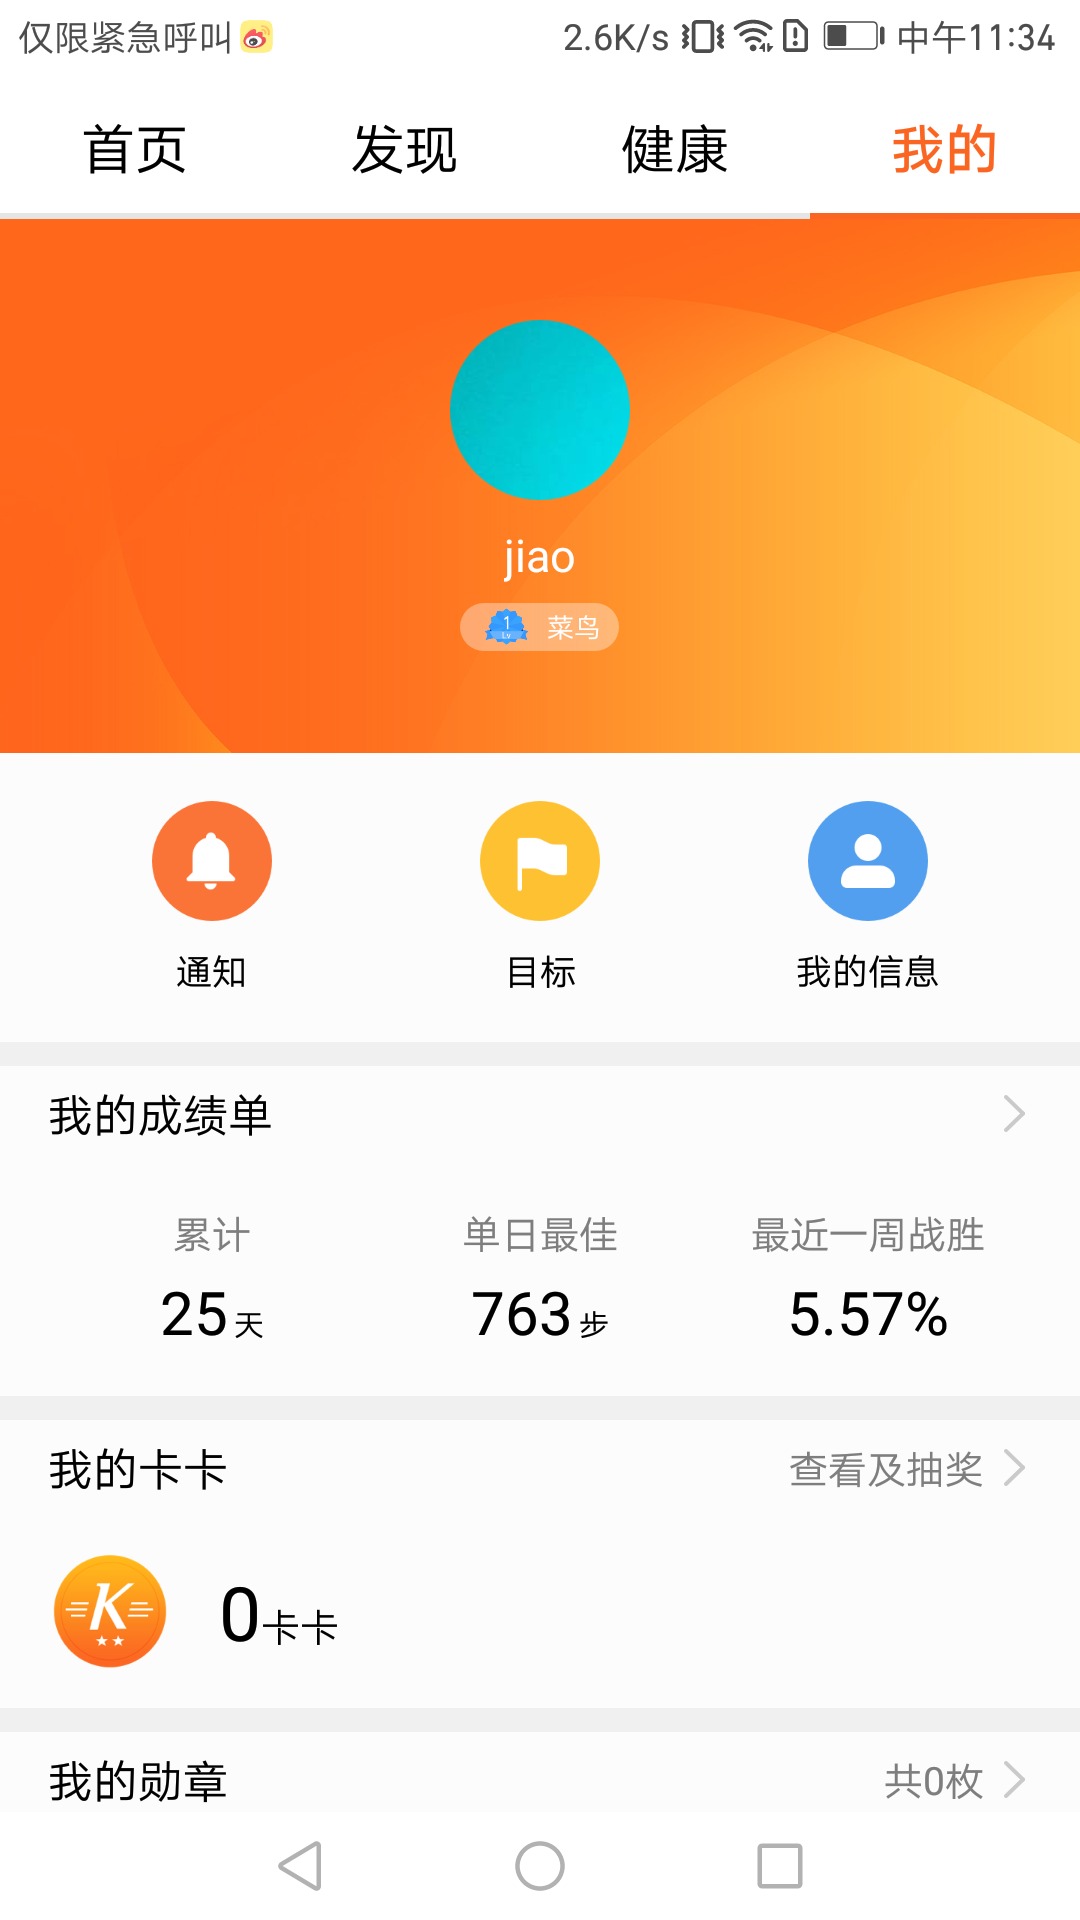 仅限紧急呼叫 2.6K/s 中午11:34
首页 发现 健康 我的
jiao
1 Lv 菜鸟
通知 目标 我的信息
我的成绩单
累计 单日最佳 最近一周战胜
25天 763步 5.57%
我的卡卡 查看及抽奖
K 0卡卡
我的勋章 共0枚